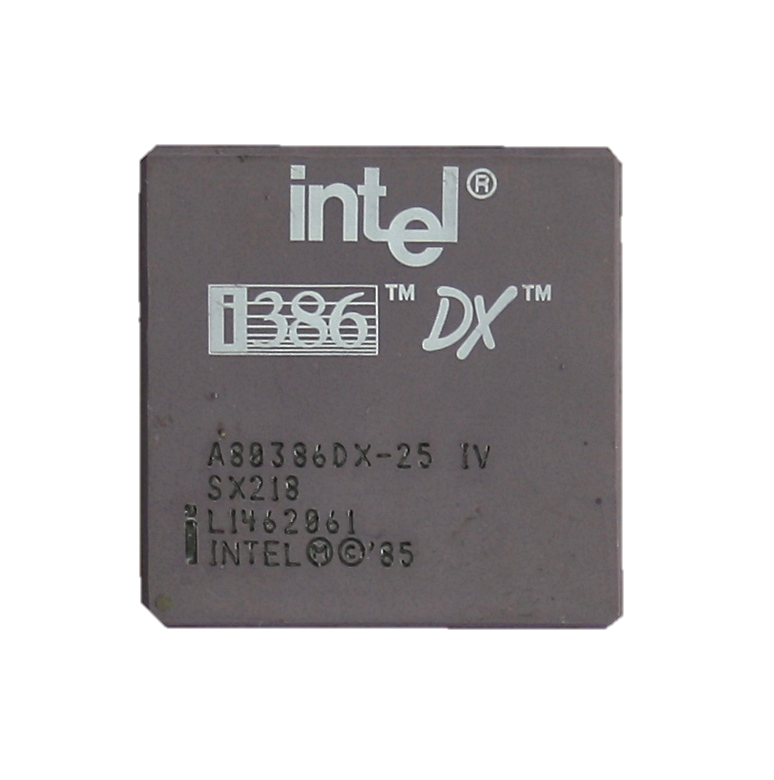 intel®
i386™ DX™
A80386DX-25 IV
SX218
L1462061
INTEL Ⓜ©'85